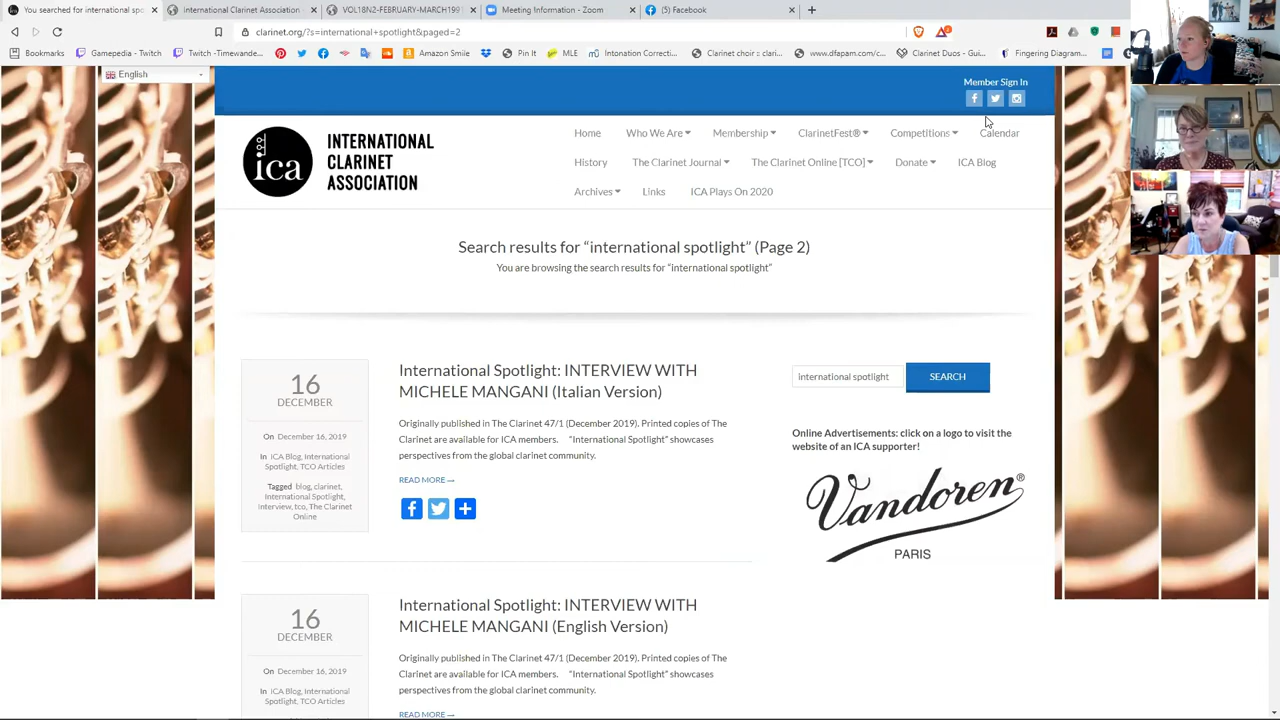 You searched for international spo
International Clarinet Association
VOL18N2-FEBRUARY-MARCH1991
Meeting Information - Zoom
(5) Facebook
clarinet.org/?s=international+spotlight&paged=2
Bookmarks
Gamepedia - Twitch
Twitch -Timewande...
Amazon Smile
Pin It
MLE
Intonation Correcti...
Clarinet choir :: clari...
www.dfapam.com/c...
Clarinet Duos - Gui...
Fingering Diagram...
English
Member Sign In
ica
INTERNATIONAL
CLARINET
ASSOCIATION
Home
Who We Are
Membership
ClarinetFest®
Competitions
Calendar
History
The Clarinet Journal
The Clarinet Online [TCO]
Donate
ICA Blog
Archives
Links
ICA Plays On 2020
Search results for “international spotlight” (Page 2)
You are browsing the search results for “international spotlight”
16
DECEMBER
On December 16, 2019
In ICA Blog, International
Spotlight, TCO Articles
Tagged blog, clarinet,
International Spotlight,
Interview, tco, The Clarinet
Online
International Spotlight: INTERVIEW WITH
MICHELE MANGANI (Italian Version)
Originally published in The Clarinet 47/1 (December 2019). Printed copies of The
Clarinet are available for ICA members. “International Spotlight” showcases
perspectives from the global clarinet community.
READ MORE →
international spotlight
SEARCH
Online Advertisements: click on a logo to visit the
website of an ICA supporter!
Vandoren®
PARIS
16
DECEMBER
On December 16, 2019
In ICA Blog, International
Spotlight, TCO Articles
International Spotlight: INTERVIEW WITH
MICHELE MANGANI (English Version)
Originally published in The Clarinet 47/1 (December 2019). Printed copies of The
Clarinet are available for ICA members. “International Spotlight” showcases
perspectives from the global clarinet community.
READ MORE →